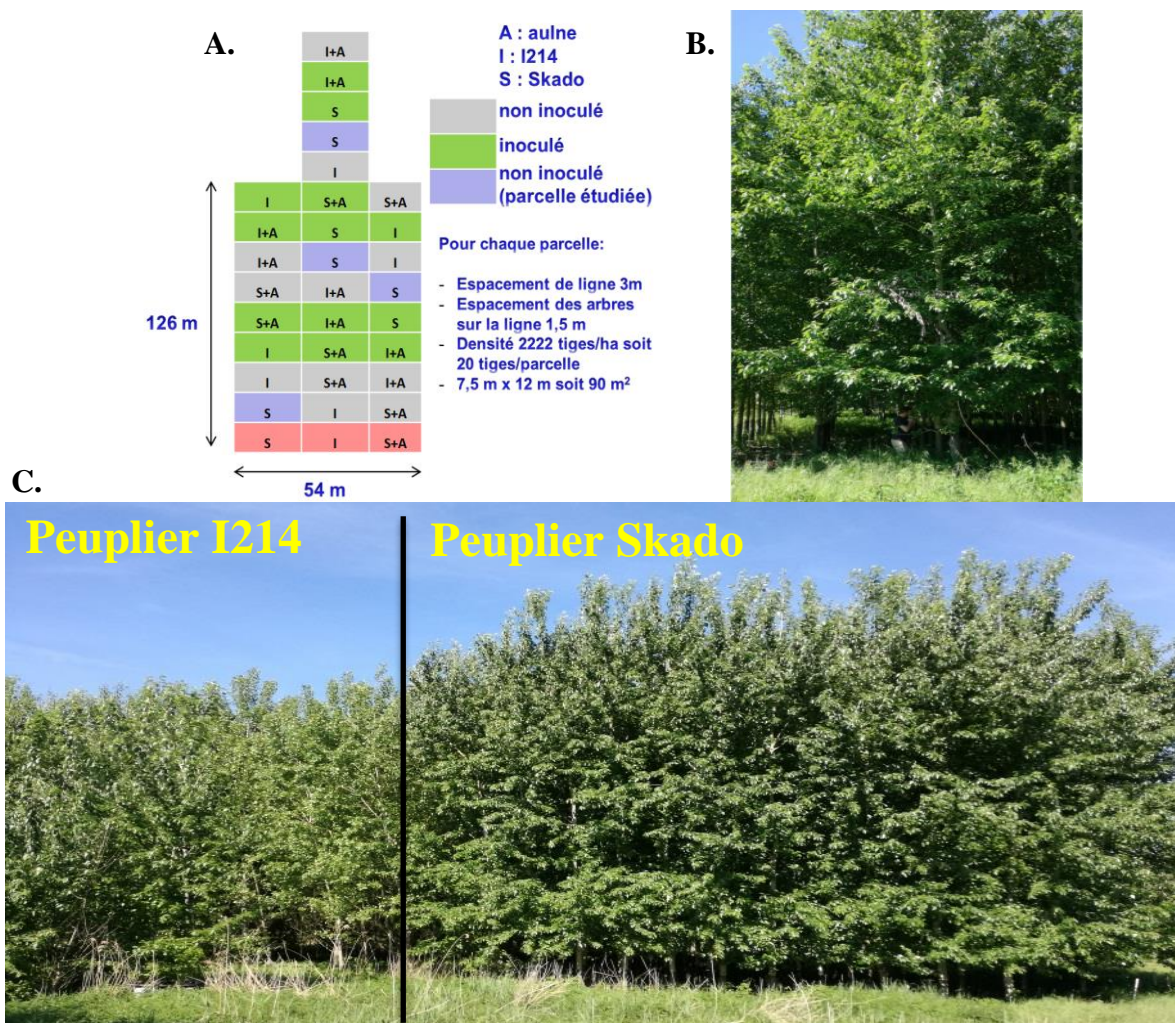 A.
I+A
I+A
S
S
I
I S+A S+A
I+A S I
I+A S I
S+A I+A S
S+A I+A S
I S+A I+A
I S+A I+A
S I S+A
S I S+A
126 m
54 m
A : aulne
I : I214
S : Skado
non inoculé
inoculé
non inoculé
(parcelle étudiée)
Pour chaque parcelle:
- Espacement de ligne 3m
- Espacement des arbres
sur la ligne 1,5 m
- Densité 2222 tiges/ha soit
20 tiges/parcelle
- 7,5 m x 12 m soit 90 m²
B.
C.
Peuplier I214
Peuplier Skado